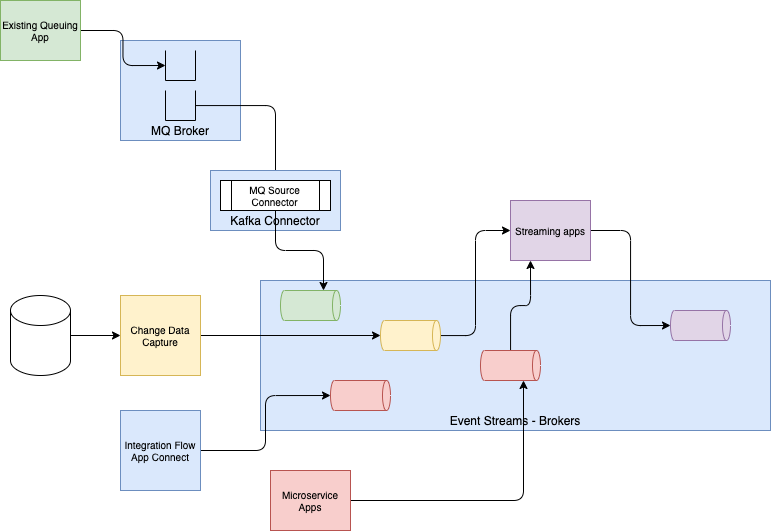 Existing Queuing
App
MQ Broker
MQ Source
Connector
Kafka Connector
Streaming apps
Change Data
Capture
Event Streams - Brokers
Integration Flow
App Connect
Microservice
Apps